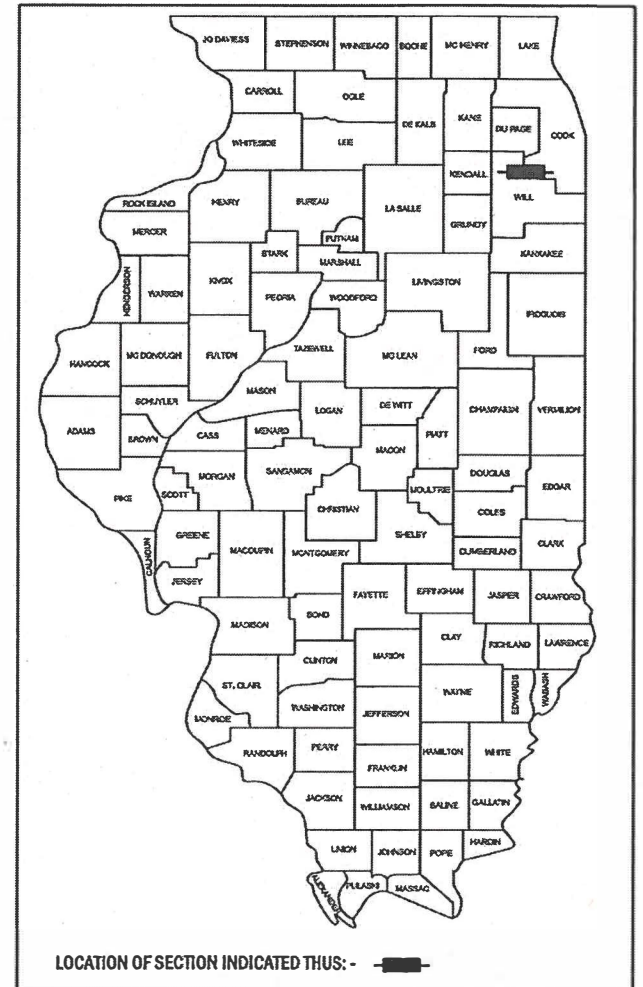 JO DAVIESS STEPHENSON WINNEBAGO BOONE MC HENRY LAKE
CARROLL OGLE DE KALB KANE DU PAGE COOK
WHITESIDE LEE KENDALL WILL
ROCK ISLAND HENRY BUREAU LA SALLE GRUNDY
MERCER PUTNAM KANKAKEE
STARK MARSHALL
HENDERSON WARREN KNOX PEORIA WOODFORD LIVINGSTON IROQUOIS
HANCOCK MC DONOUGH FULTON TAZEWELL MC LEAN FORD
SCHUYLER MASON LOGAN DE WITT CHAMPAIGN VERMILION
ADAMS BROWN CASS MENARD MACON PIATT
MORGAN SANGAMON DOUGLAS EDGAR
PIKE SCOTT CHRISTIAN MOULTRIE COLES
CALHOUN GREENE MACOUPIN MONTGOMERY SHELBY CUMBERLAND CLARK
JERSEY FAYETTE EFFINGHAM JASPER CRAWFORD
MADISON BOND CLAY RICHLAND LAWRENCE
CLINTON MARION
ST. CLAIR WAYNE EDWARDS WABASH
MONROE WASHINGTON JEFFERSON
RANDOLPH PERRY HAMILTON WHITE
FRANKLIN
JACKSON WILLIAMSON SALINE GALLATIN
UNION JOHNSON POPE HARDIN
ALEXANDER PULASKI MASSAC
LOCATION OF SECTION INDICATED THUS: -